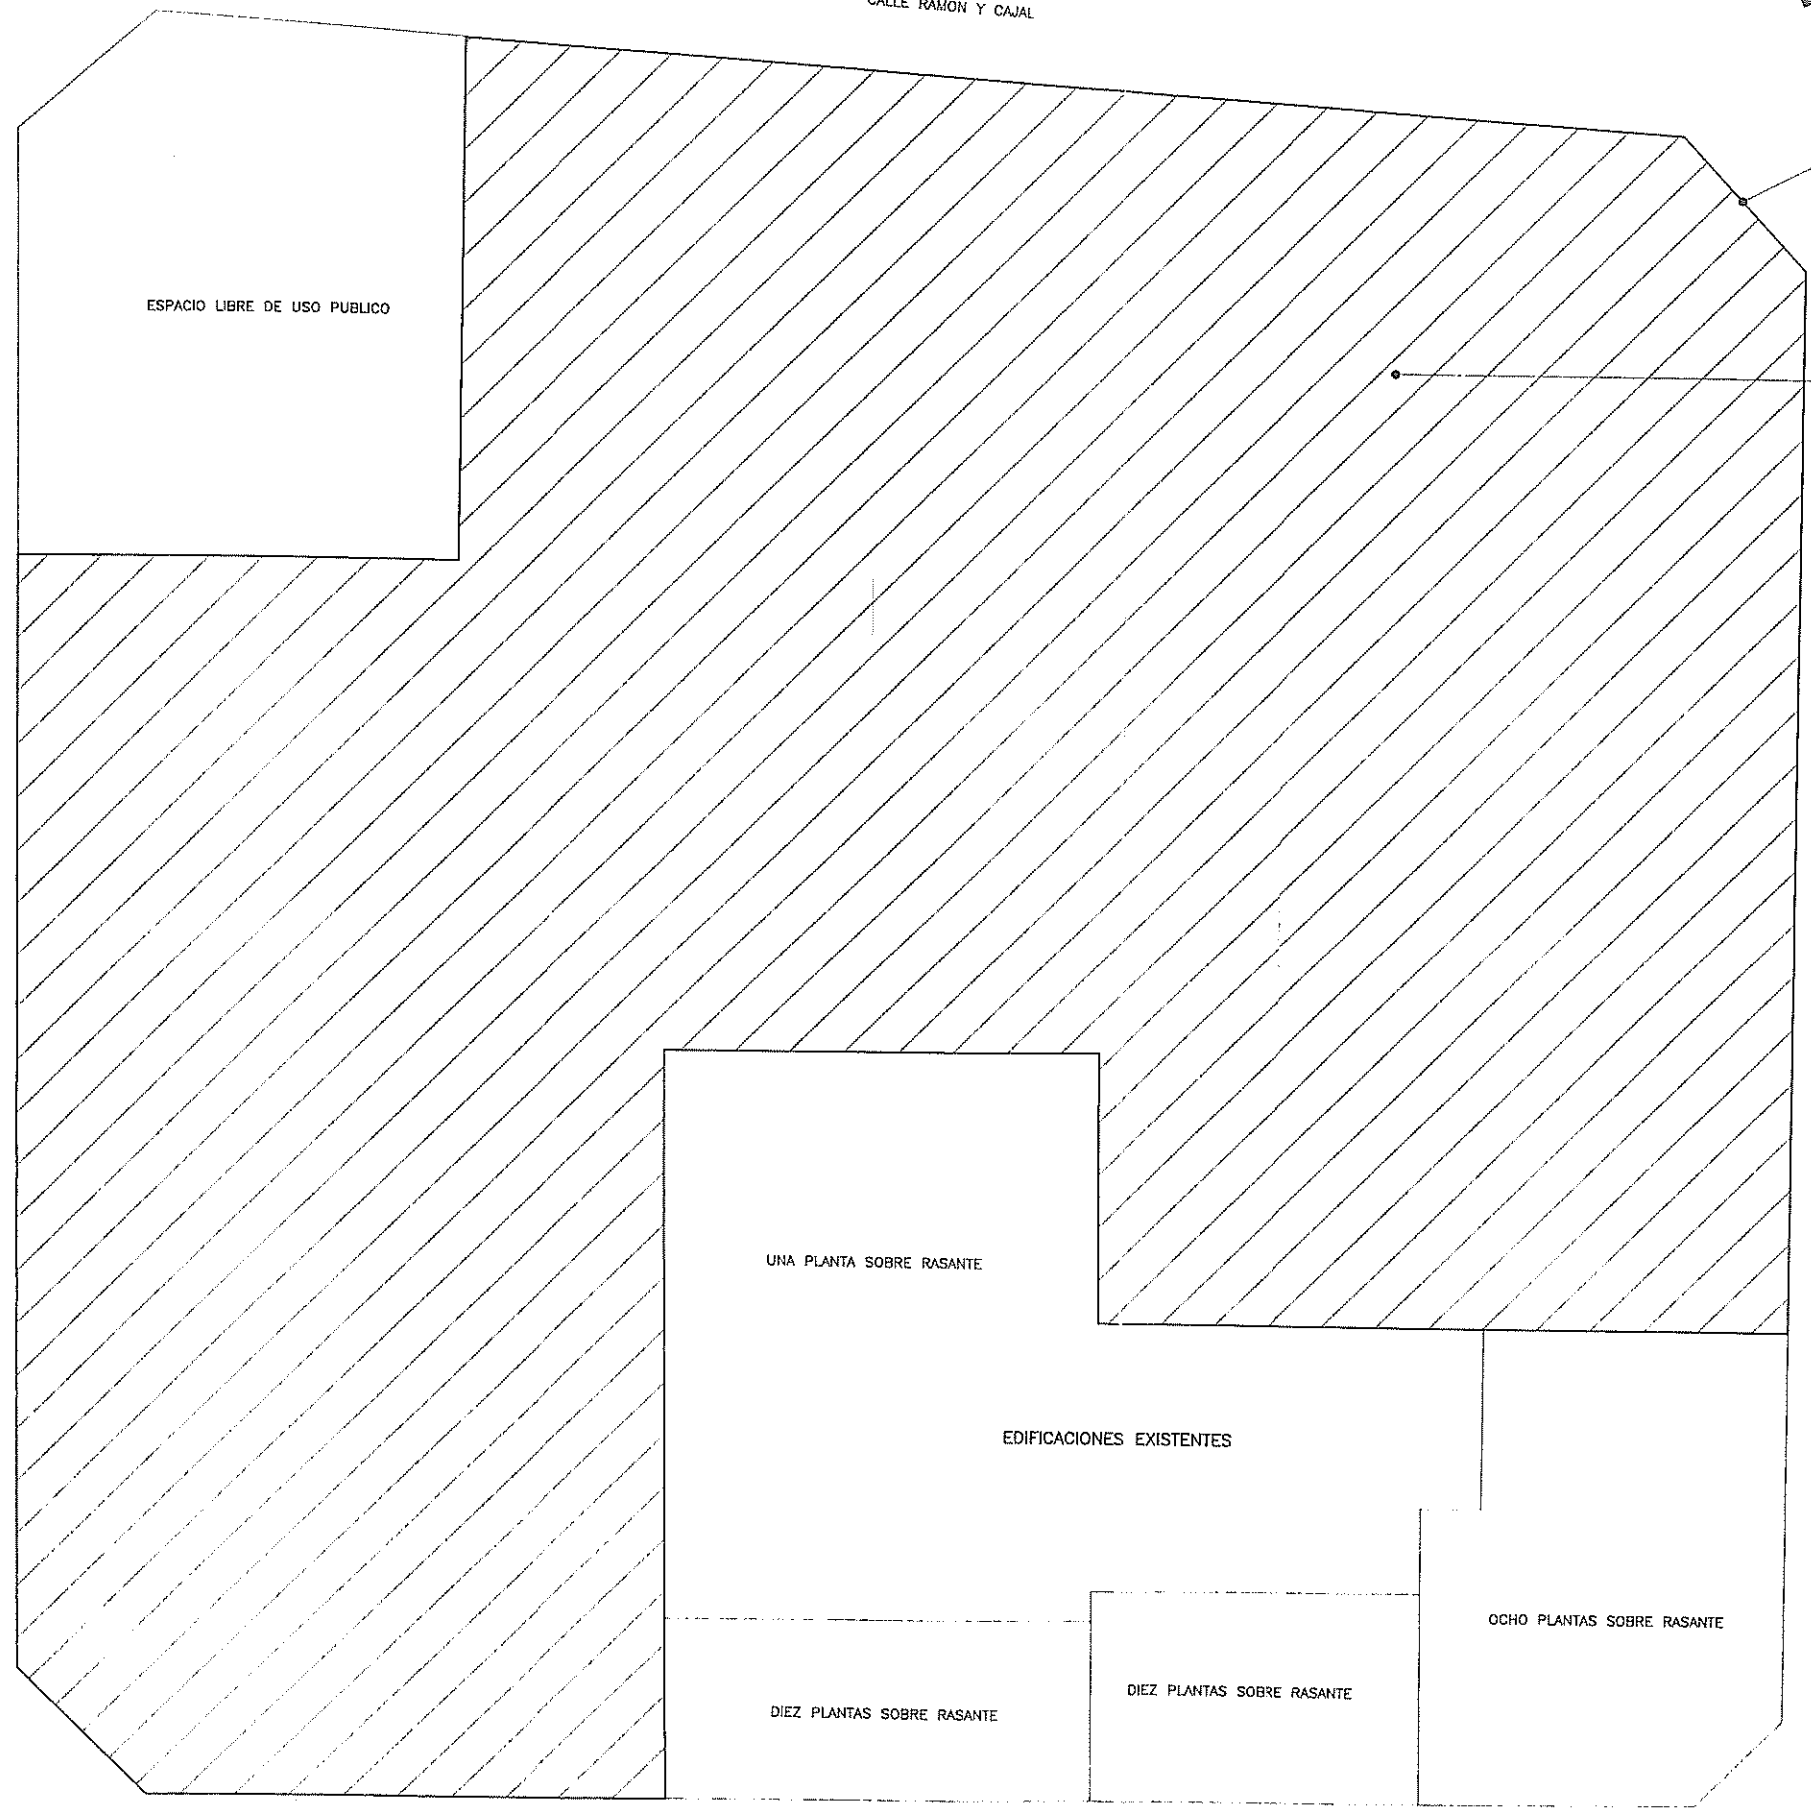 CALLE RAMON Y CAJAL
ESPACIO LIBRE DE USO PUBLICO
UNA PLANTA SOBRE RASANTE
EDIFICACIONES EXISTENTES
OCHO PLANTAS SOBRE RASANTE
DIEZ PLANTAS SOBRE RASANTE
DIEZ PLANTAS SOBRE RASANTE